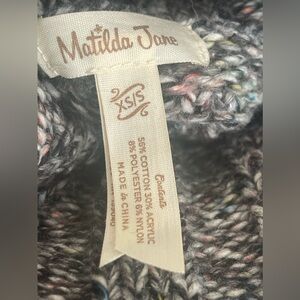 Matilda Jane
XS/S
Contents
56% COTTON 30% ACRYLIC
8% POLYESTER 6% NYLON
MADE in CHINA